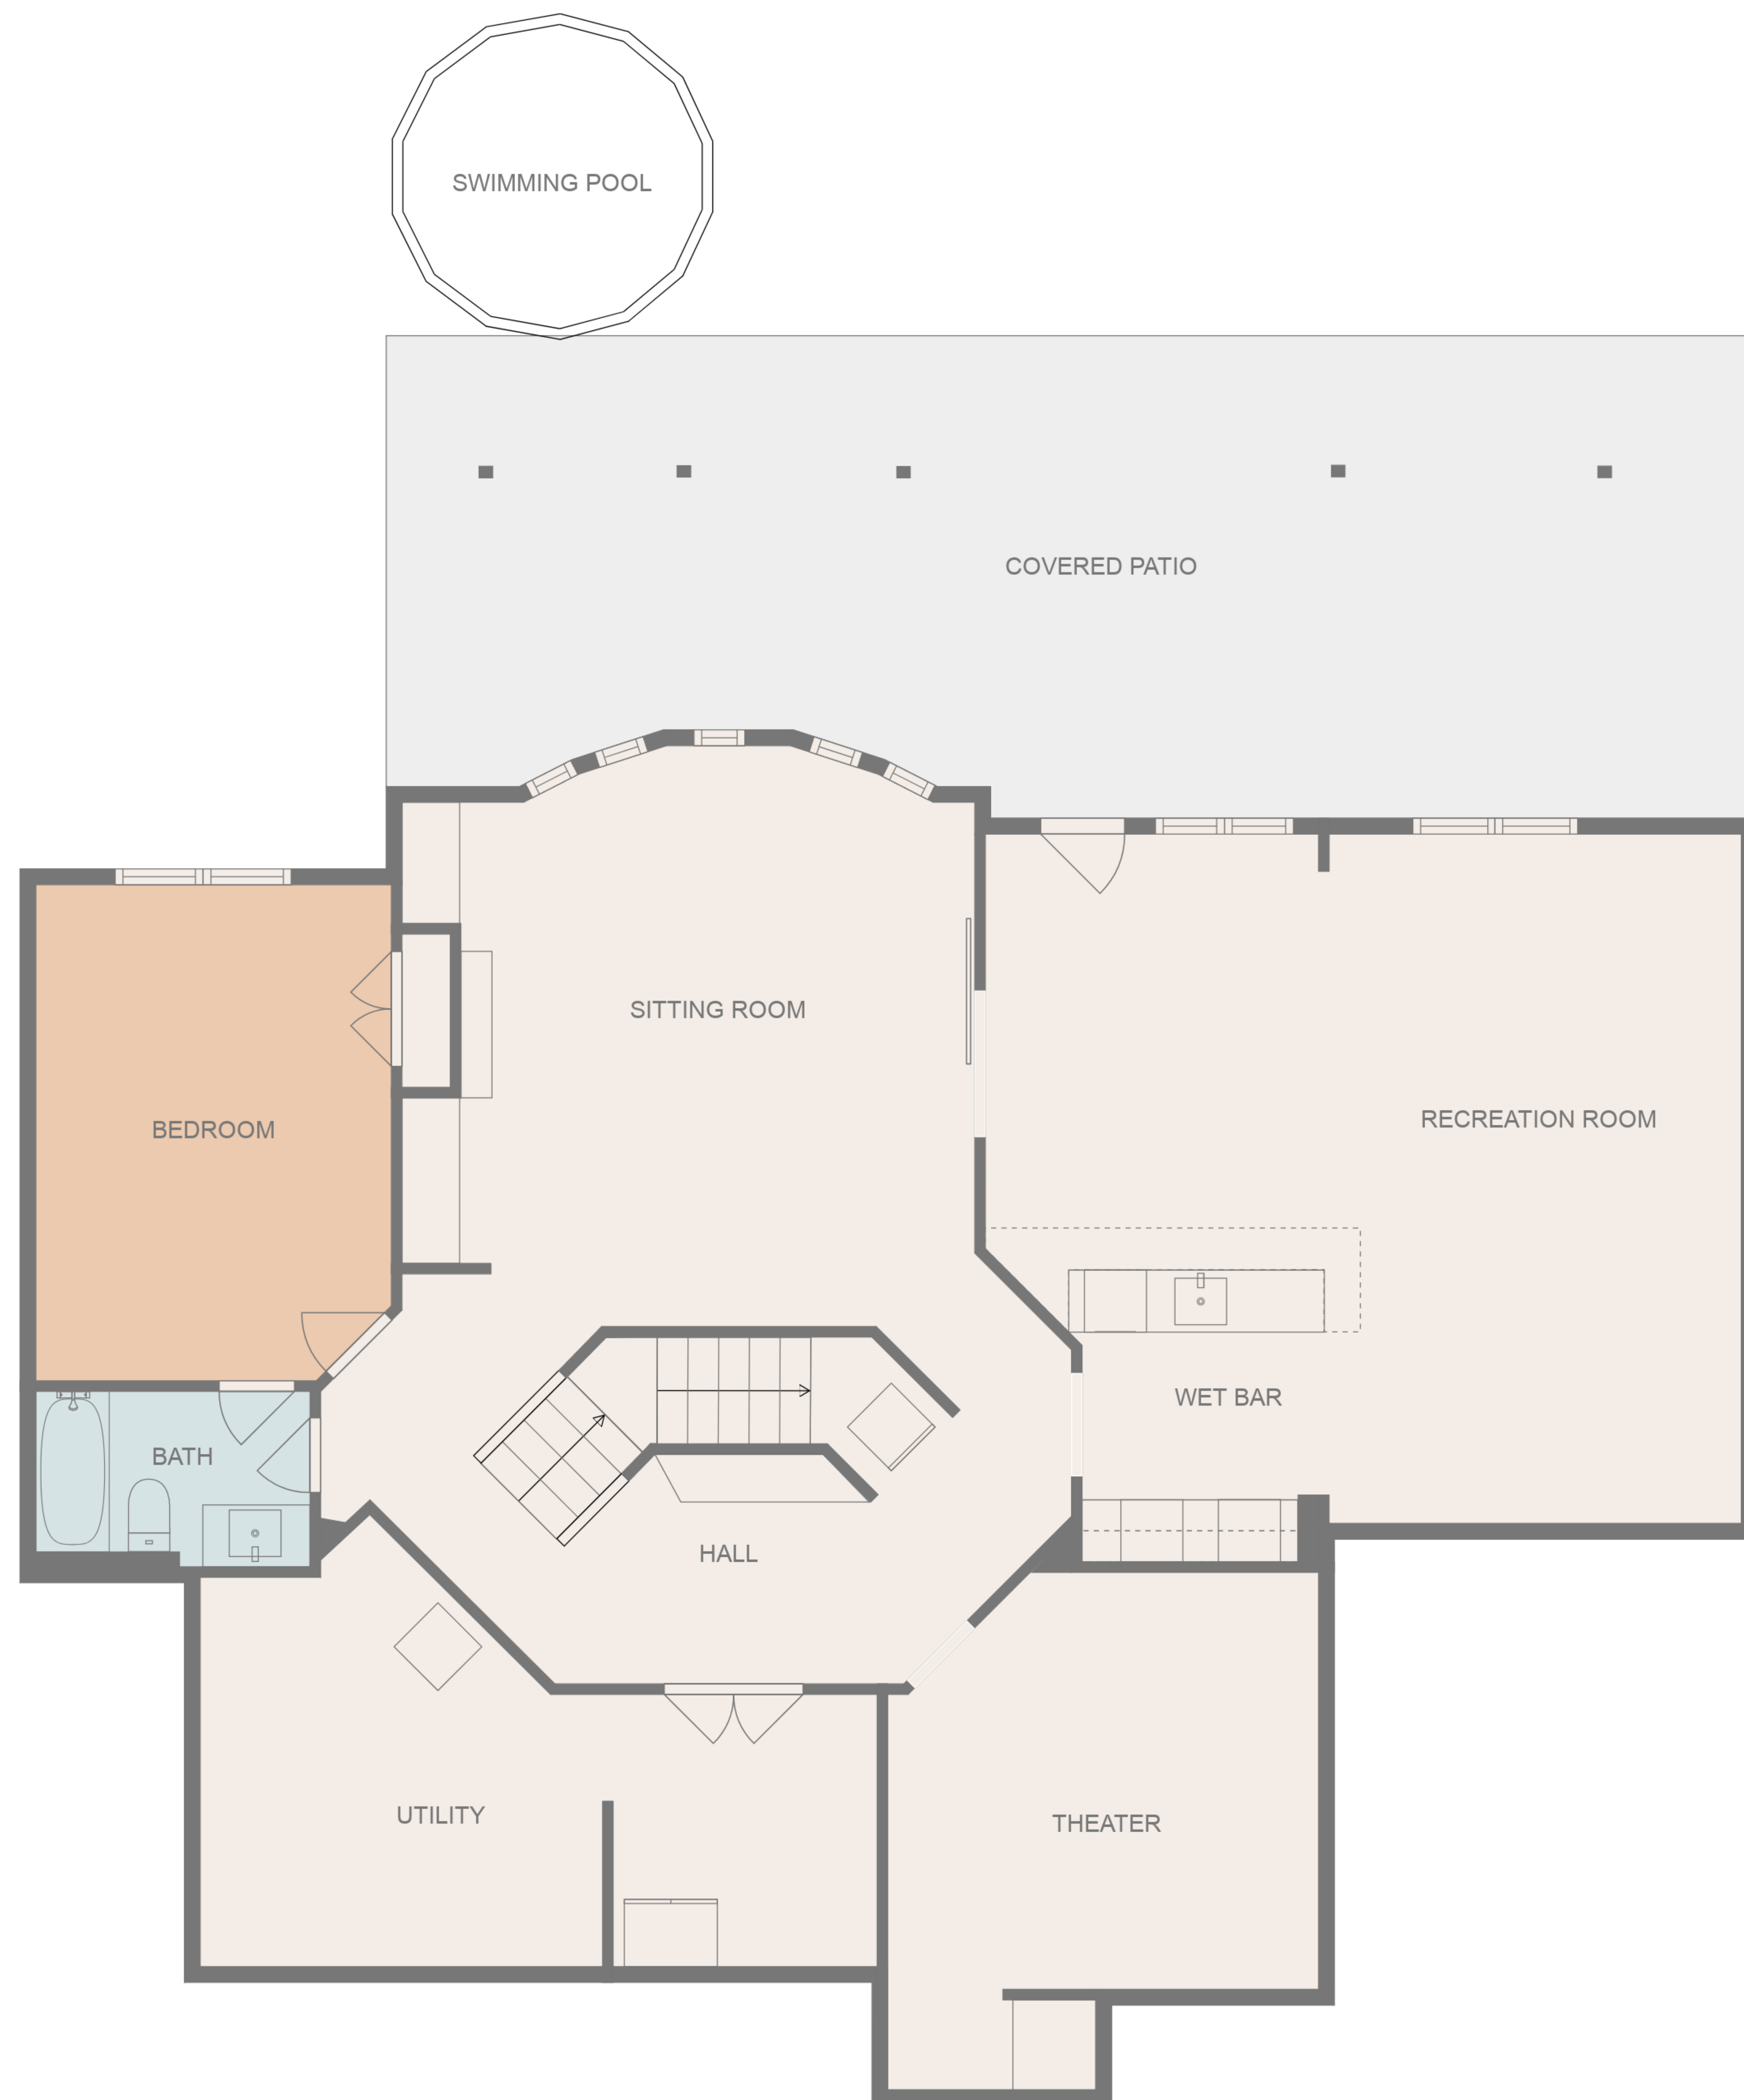 SWIMMING POOL
COVERED PATIO
SITTING ROOM
RECREATION ROOM
BEDROOM
WET BAR
BATH
HALL
UTILITY
THEATER